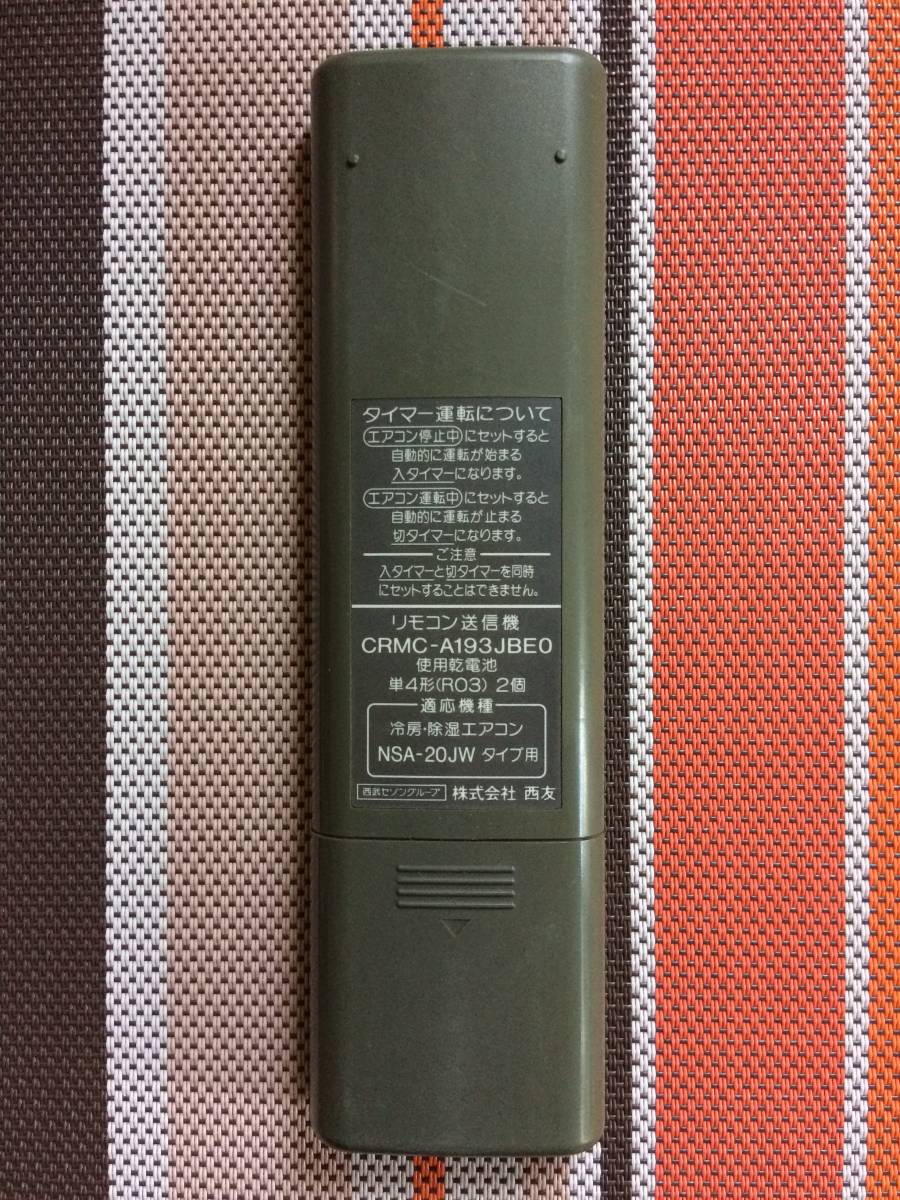 タイマー運転について
エアコン停止中にセットすると
自動的に運転が始まる
入タイマーになります。
エアコン運転中にセットすると
自動的に運転が止まる
切タイマーになります。
ご注意
入タイマーと切タイマーを同時
にセットすることはできません。
リモコン送信機
CRMC-A193JBE0
使用乾電池
単4形(R03) 2個
適応機種
冷房・除湿エアコン
NSA-20JW タイプ用
西武セゾングループ 株式会社 西友